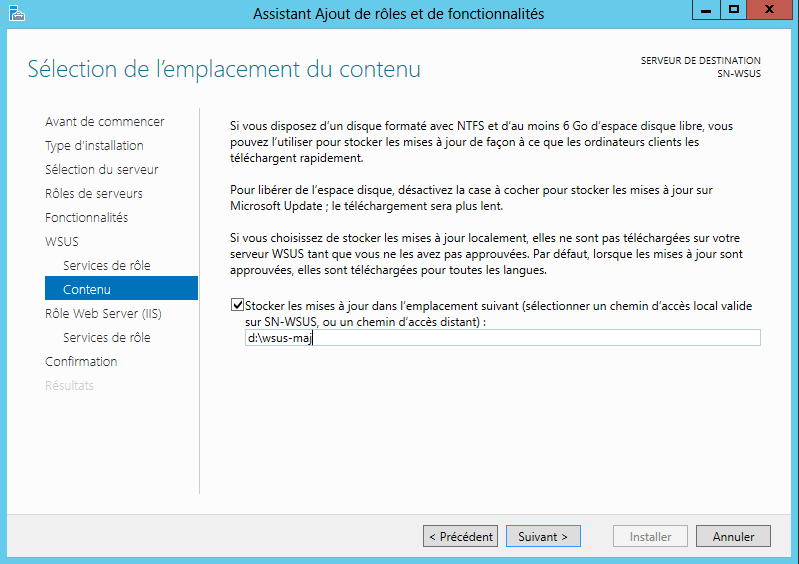 Assistant Ajout de rôles et de fonctionnalités
Sélection de l'emplacement du contenu
SERVEUR DE DESTINATION
SN-WSUS
Avant de commencer
Type d'installation
Sélection du serveur
Rôles de serveurs
Fonctionnalités
WSUS
Services de rôle
Contenu
Rôle Web Server (IIS)
Services de rôle
Confirmation
Résultats
Si vous disposez d'un disque formaté avec NTFS et d'au moins 6 Go d'espace disque libre, vous
pouvez l'utiliser pour stocker les mises à jour de façon à ce que les ordinateurs clients les
téléchargent rapidement.
Pour libérer de l'espace disque, désactivez la case à cocher pour stocker les mises à jour sur
Microsoft Update ; le téléchargement sera plus lent.
Si vous choisissez de stocker les mises à jour localement, elles ne sont pas téléchargées sur votre
serveur WSUS tant que vous ne les avez pas approuvées. Par défaut, lorsque les mises à jour sont
approuvées, elles sont téléchargées pour toutes les langues.
Stocker les mises à jour dans l'emplacement suivant (sélectionner un chemin d'accès local valide
sur SN-WSUS, ou un chemin d'accès distant) :
d:\wsus-maj
< Précédent
Suivant >
Installer
Annuler